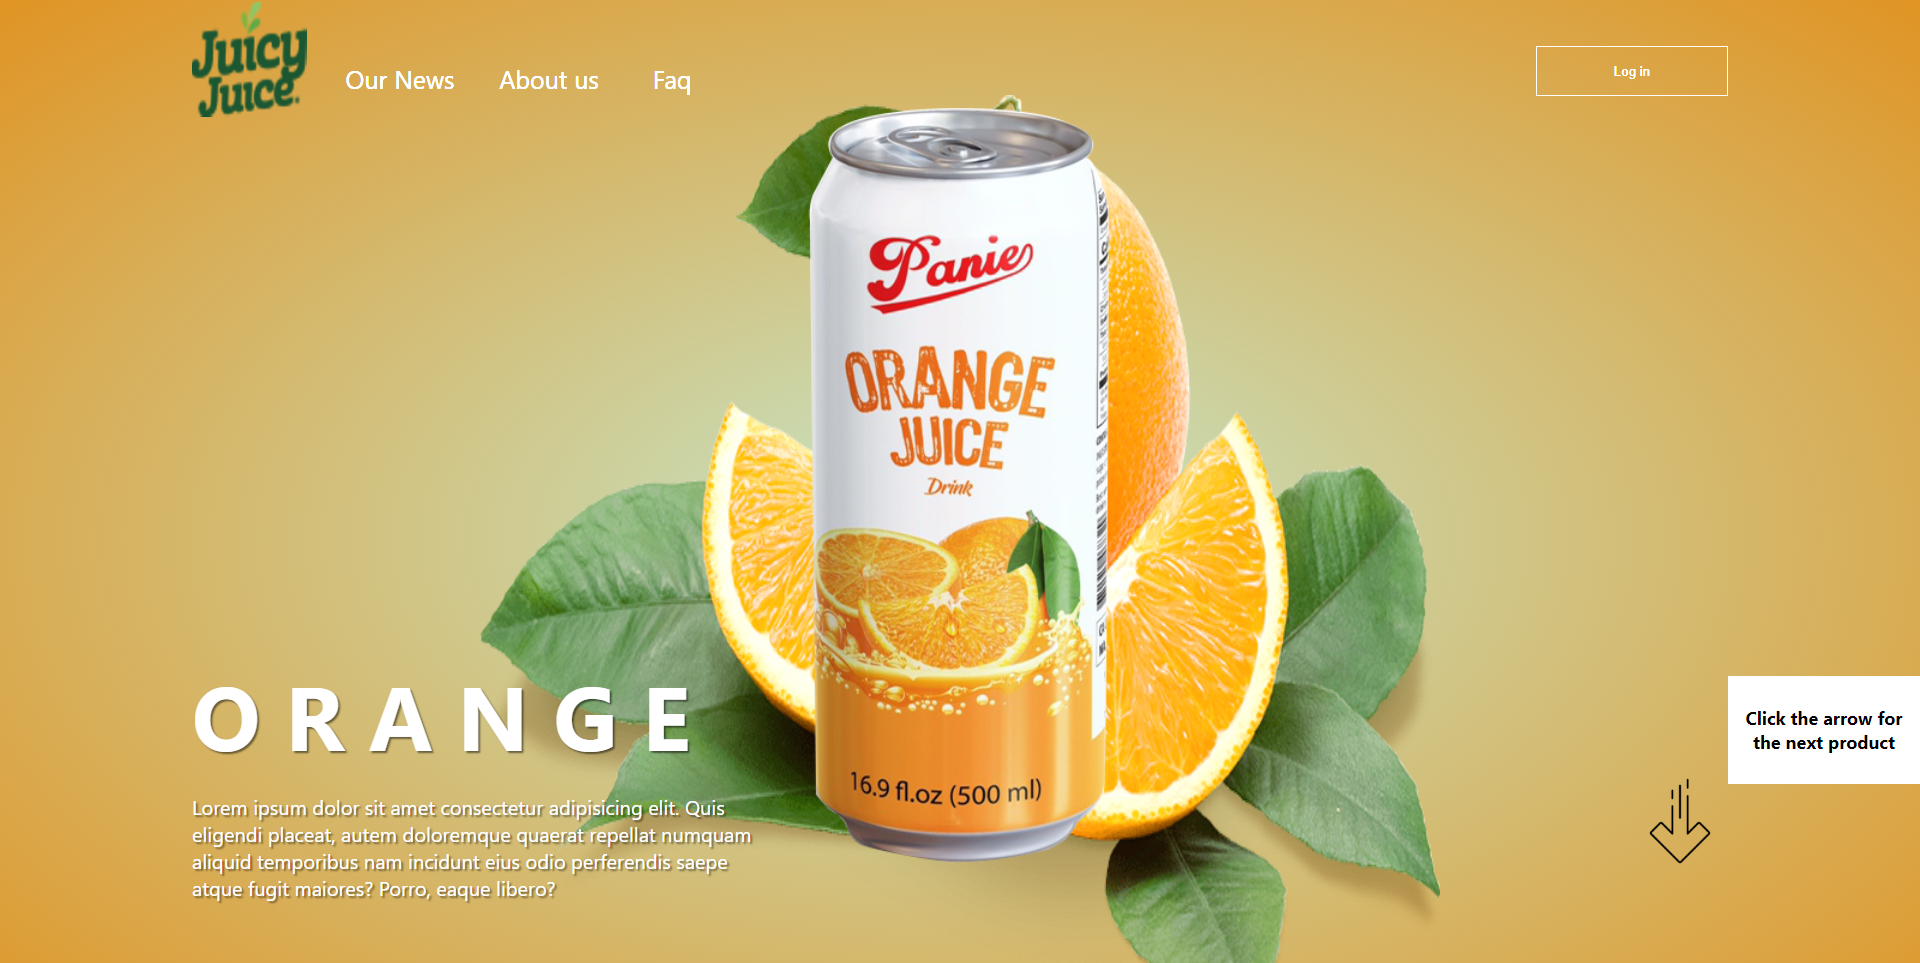 Juicy
Juice.
Our News
About us
Faq
Log in
Panie
ORANGE
JUICE
Drink
16.9 fl.oz (500 ml)
ORANGE
Lorem ipsum dolor sit amet consectetur adipisicing elit. Quis
eligendi placeat, autem doloremque quaerat repellat numquam
aliquid temporibus nam incidunt eius odio perferendis saepe
atque fugit maiores? Porro, eaque libero?
Click the arrow for
the next product